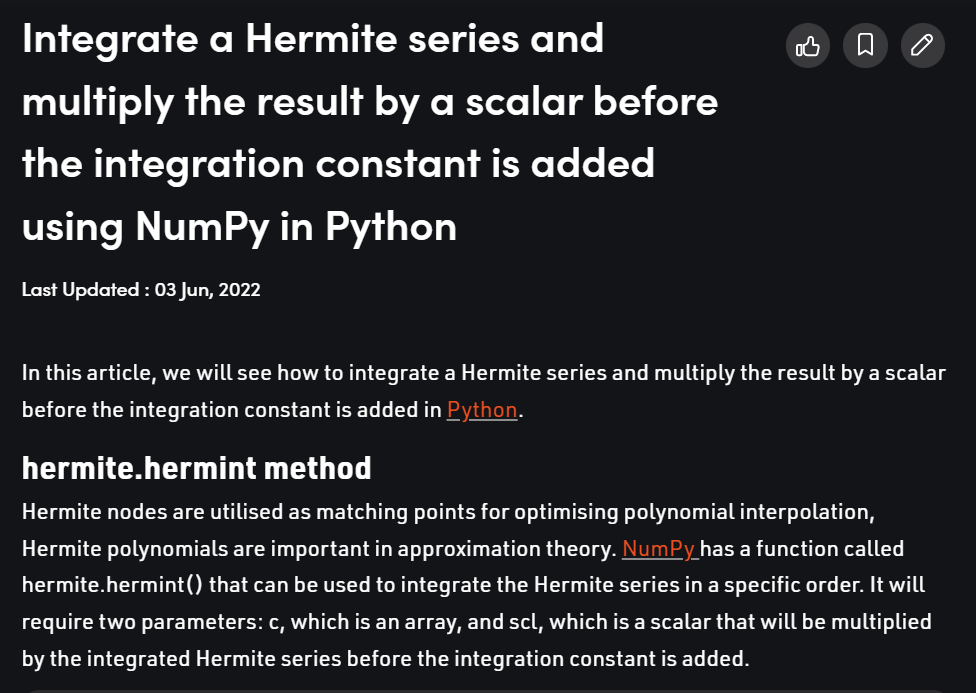 Integrate a Hermite series and
multiply the result by a scalar before
the integration constant is added
using NumPy in Python
Last Updated : 03 Jun, 2022
In this article, we will see how to integrate a Hermite series and multiply the result by a scalar
before the integration constant is added in Python.
hermite.hermint method
Hermite nodes are utilised as matching points for optimising polynomial interpolation,
Hermite polynomials are important in approximation theory. NumPy has a function called
hermite.hermint() that can be used to integrate the Hermite series in a specific order. It will
require two parameters: c, which is an array, and scl, which is a scalar that will be multiplied
by the integrated Hermite series before the integration constant is added.